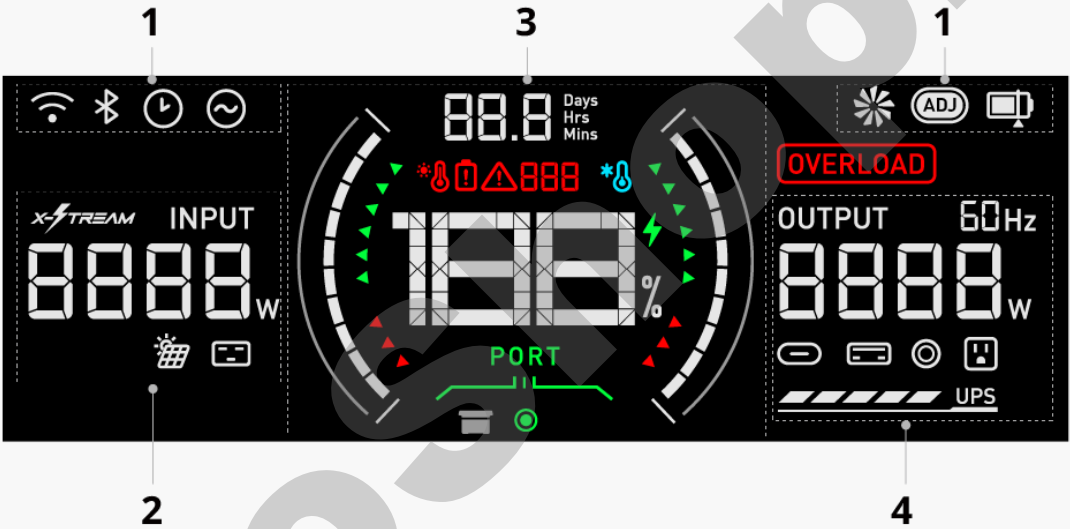 1
3
1
88.8
Days
Hrs
Mins
ADJ
888
OVERLOAD
X-STREAM INPUT
8888 W
188 %
OUTPUT 60Hz
8888 W
PORT
UPS
2
4